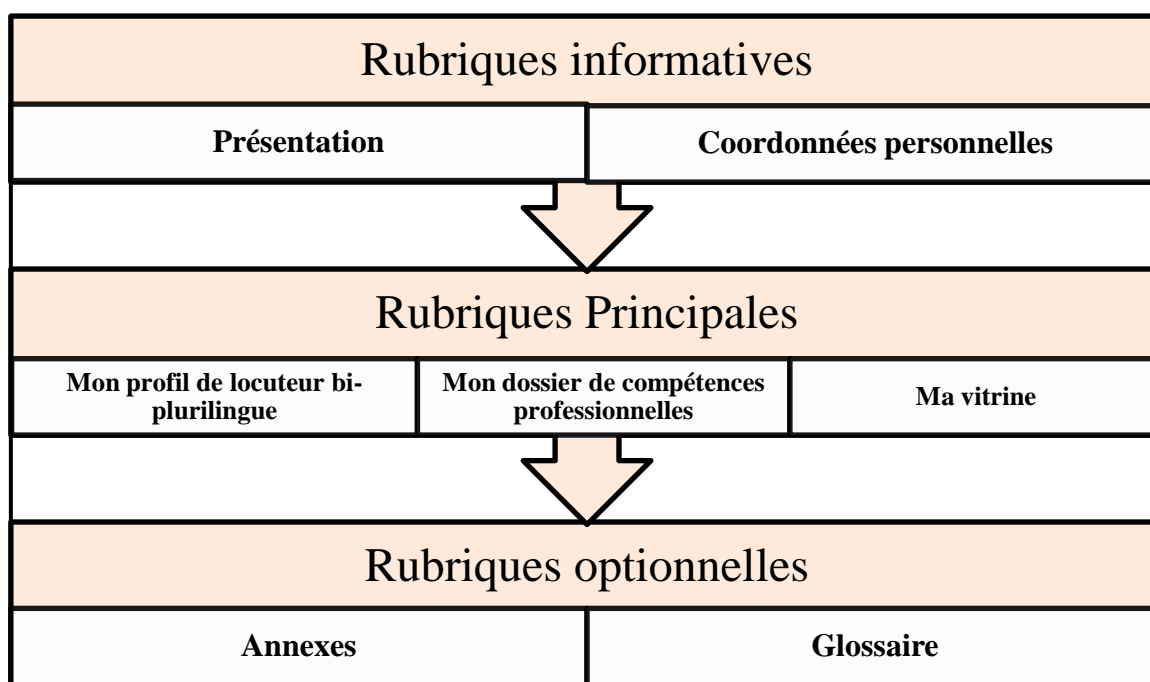 Rubriques informatives
Présentation
Coordonnées personnelles
Rubriques Principales
Mon profil de locuteur bi-
plurilingue
Mon dossier de compétences
professionnelles
Ma vitrine
Rubriques optionnelles
Annexes
Glossaire